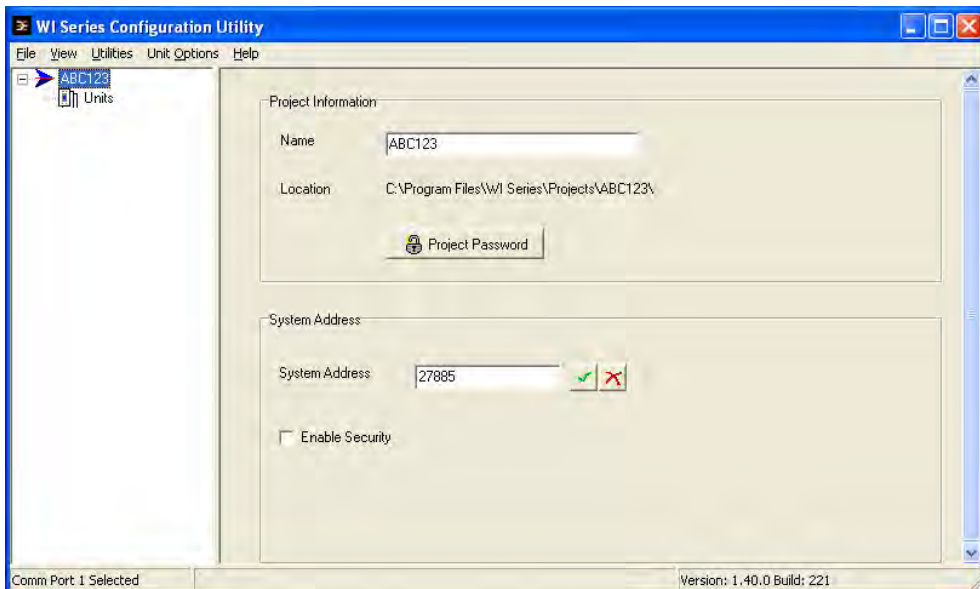 WI Series Configuration Utility
File View Utilities Unit Options Help
ABC123
Units
Project Information
Name ABC123
Location C:\Program Files\WI Series\Projects\ABC123\
Project Password
System Address
System Address 27885
Enable Security
Comm Port 1 Selected Version: 1.40.0 Build: 221